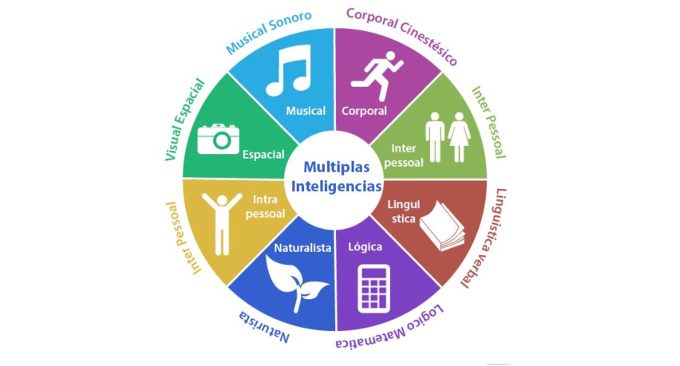 Musical Sonoro
Corporal Cinestésico
Inter Pessoal
Linguistica Verbal
Logico Matematica
Naturista
Inter Pessoal
Visual Espacial
Musical
Corporal
Inter
pessoal
Lingui
stica
Lógica
Naturalista
Intra
pessoal
Espacial
Multiplas
Inteligencias